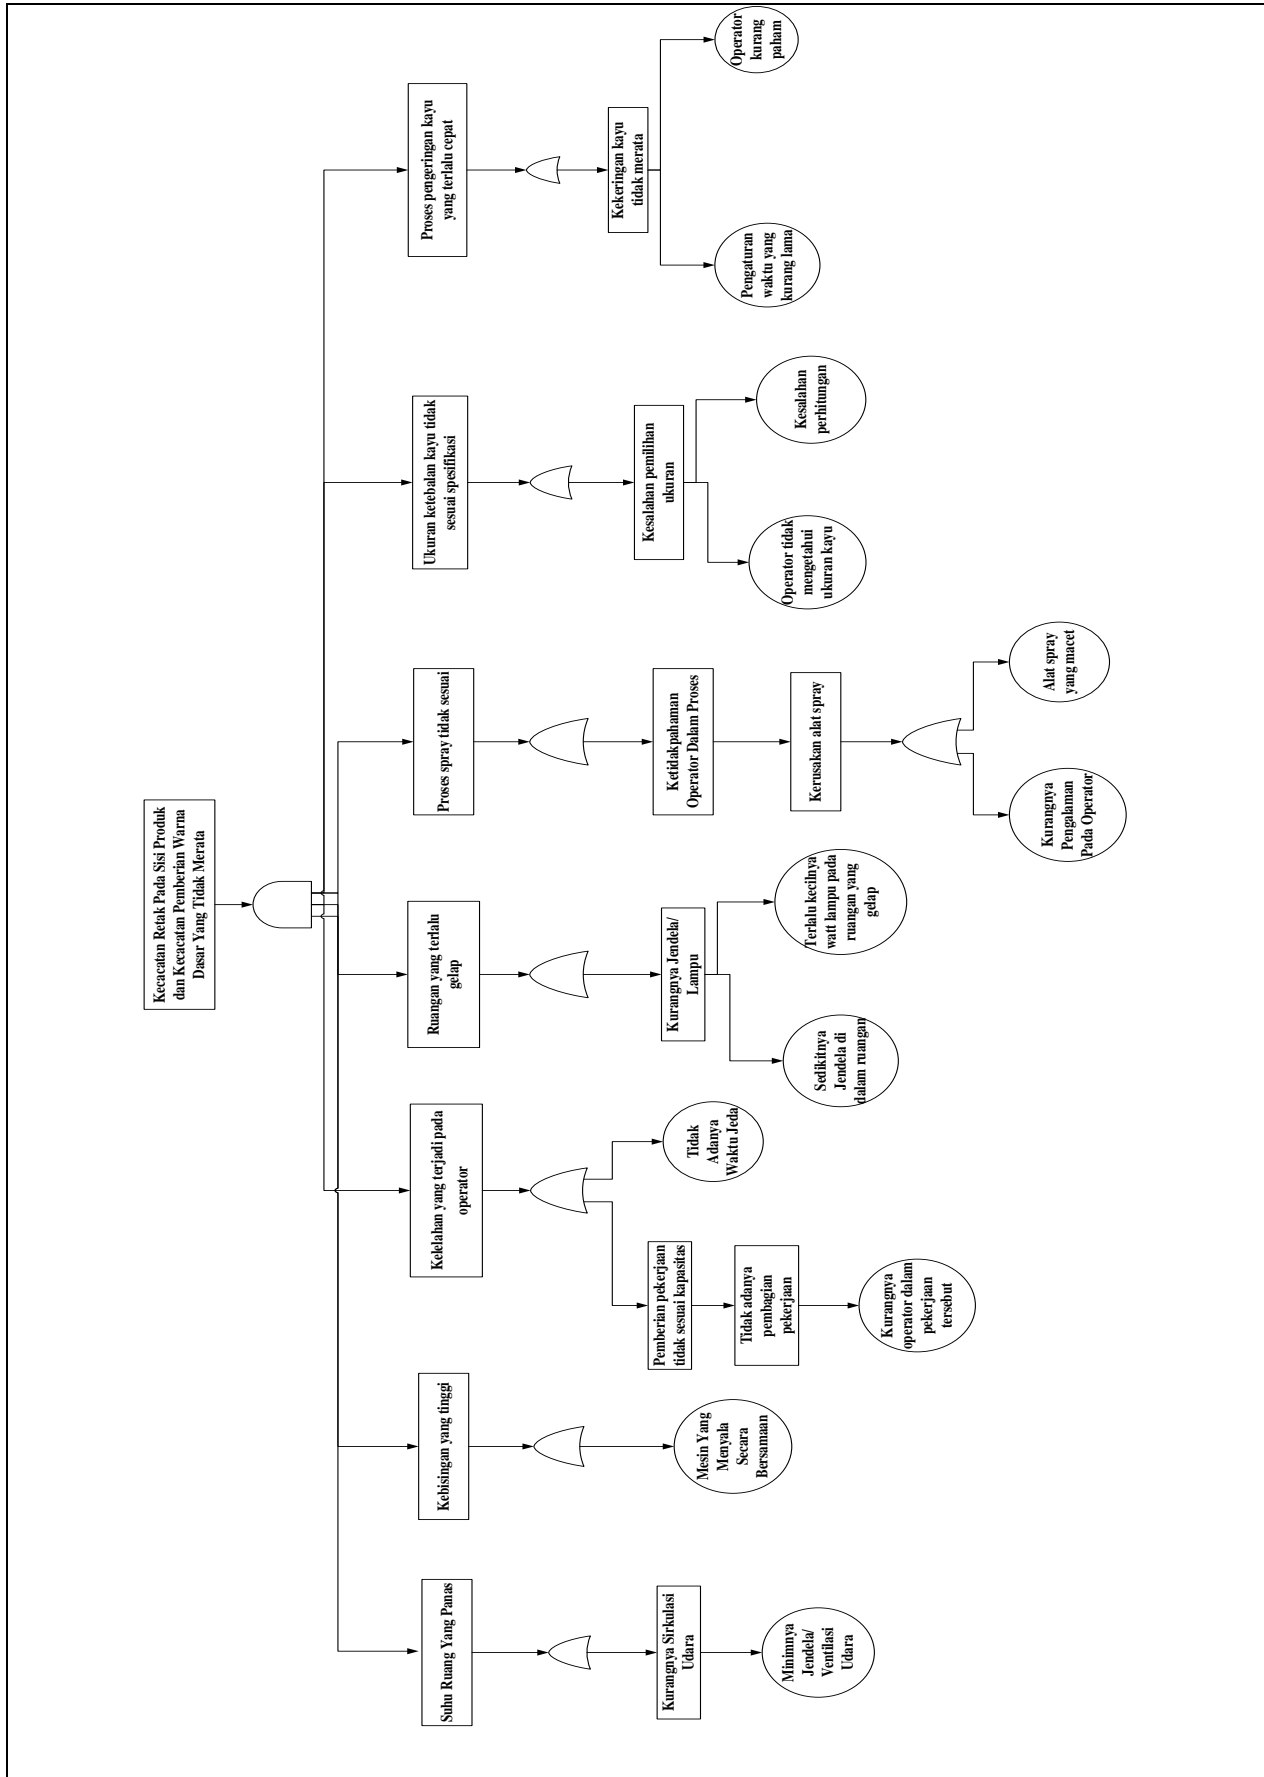 Kecacatan Retak Pada Sisi Produk
dan Kecacatan Pemberian Warna
Dasar Yang Tidak Merata
Suhu Ruang Yang Panas
Kebisingan yang tinggi
Kelelahan yang terjadi pada
operator
Ruangan yang terlalu
gelap
Proses spray tidak sesuai
Ukuran ketebalan kayu tidak
sesuai spesifikasi
Proses pengeringan kayu
yang terlalu cepat
Kurangnya Sirkulasi
Udara
Minimnya
Jendela/
Ventilasi
Udara
Mesin Yang
Menyala
Secara
Bersamaan
Pemberian pekerjaan
tidak sesuai kapasitas
Tidak adanya
pembagian
pekerjaan
Kurangnya
operator dalam
pekerjaan
tersebut
Tidak
Adanya
Waktu Jeda
Kurangnya Jendela/
Lampu
Sedikitnya
Jendela di
dalam ruangan
Terlalu kecilnya
watt lampu pada
ruangan yang
gelap
Ketidakpahaman
Operator Dalam Proses
Kerusakan alat spray
Kurangnya
Pengalaman
Pada Operator
Alat spray
yang macet
Kesalahan pemilihan
ukuran
Operator tidak
mengetahui
ukuran kayu
Kesalahan
perhitungan
Kekeringan kayu
tidak merata
Pengaturan
waktu yang
kurang lama
Operator
kurang
paham